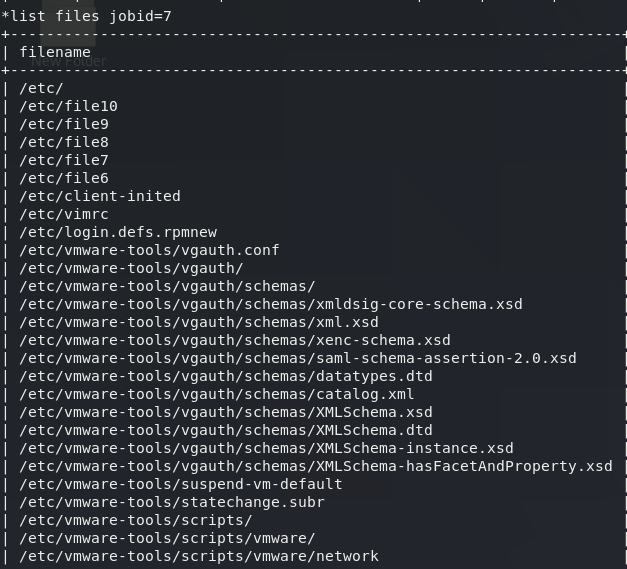 *list files jobid=7
+----------------------------------------------------------------------+
| filename
New Folder
+----------------------------------------------------------------------+
| /etc/
| /etc/file10
| /etc/file9
| /etc/file8
| /etc/file7
| /etc/file6
| /etc/client-inited
| /etc/vimrc
| /etc/login.defs.rpmnew
| /etc/vmware-tools/vgauth.conf
| /etc/vmware-tools/vgauth/
| /etc/vmware-tools/vgauth/schemas/
| /etc/vmware-tools/vgauth/schemas/xmldsig-core-schema.xsd
| /etc/vmware-tools/vgauth/schemas/xml.xsd
| /etc/vmware-tools/vgauth/schemas/xenc-schema.xsd
| /etc/vmware-tools/vgauth/schemas/saml-schema-assertion-2.0.xsd
| /etc/vmware-tools/vgauth/schemas/datatypes.dtd
| /etc/vmware-tools/vgauth/schemas/catalog.xml
| /etc/vmware-tools/vgauth/schemas/XMLSchema.xsd
| /etc/vmware-tools/vgauth/schemas/XMLSchema.dtd
| /etc/vmware-tools/vgauth/schemas/XMLSchema-instance.xsd
| /etc/vmware-tools/vgauth/schemas/XMLSchema-hasFacetAndProperty.xsd
| /etc/vmware-tools/suspend-vm-default
| /etc/vmware-tools/statechange.subr
| /etc/vmware-tools/scripts/
| /etc/vmware-tools/scripts/vmware/
| /etc/vmware-tools/scripts/vmware/network